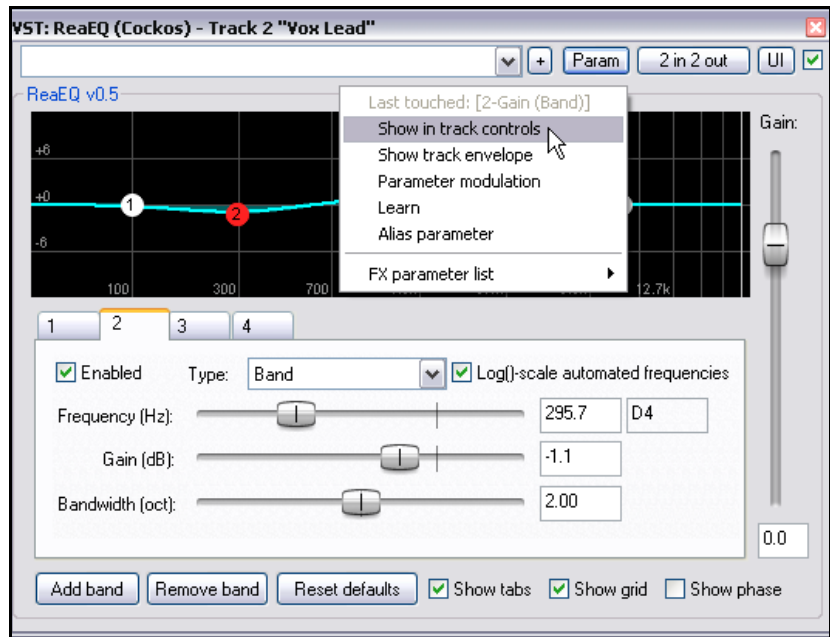 VST: ReaEQ (Cockos) - Track 2 "Vox Lead"
+ Param 2 in 2 out UI
ReaEQ v0.5
Last touched: [2-Gain (Band)]
Show in track controls
Show track envelope
Parameter modulation
Learn
Alias parameter
FX parameter list
Gain:
+6
+0
-6
1 2
100 300 700 12.7k
1 2 3 4
Enabled Type: Band Log()-scale automated frequencies
Frequency (Hz): 295.7 D4
Gain (dB): -1.1
Bandwidth (oct): 2.00
0.0
Add band Remove band Reset defaults Show tabs Show grid Show phase